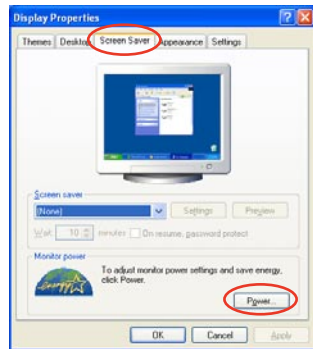 Display Properties
Themes Desktop Screen Saver Appearance Settings
Screen saver
(None) Settings Preview
Wait: 10 minutes On resume, password protect
Monitor power
To adjust monitor power settings and save energy,
click Power.
Power...
OK Cancel Apply